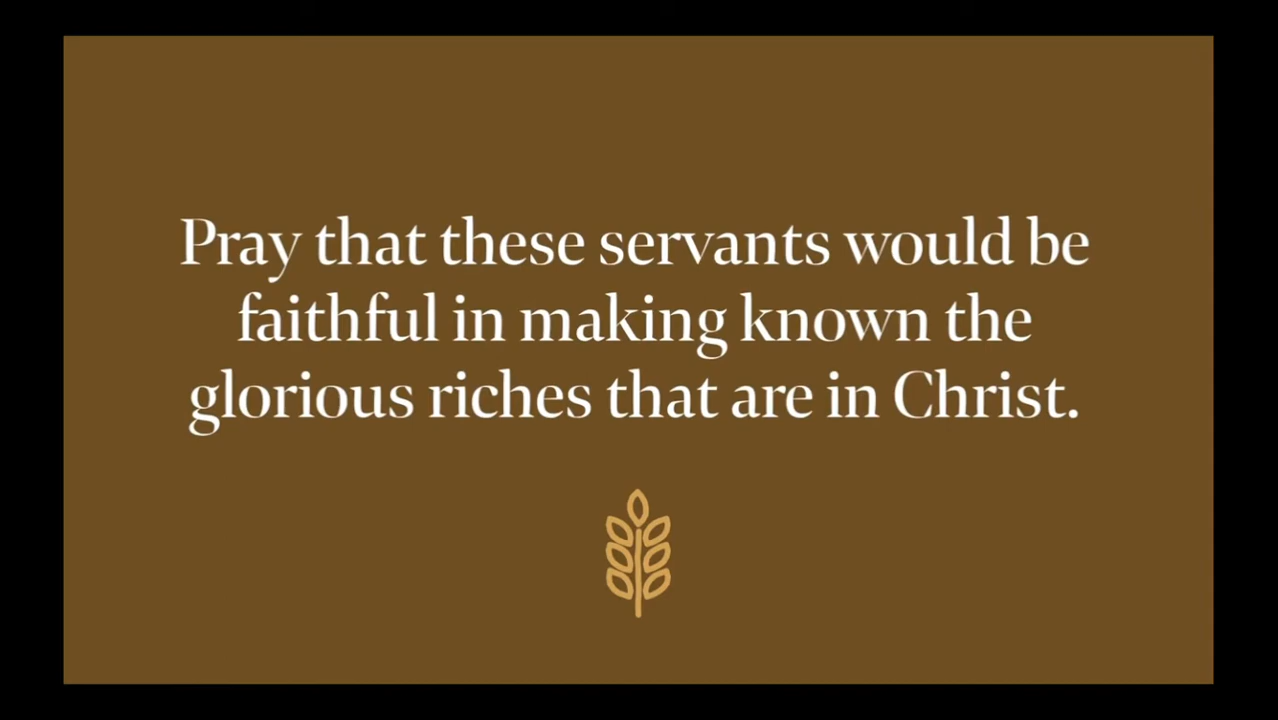 Pray that these servants would be
faithful in making known the
glorious riches that are in Christ.